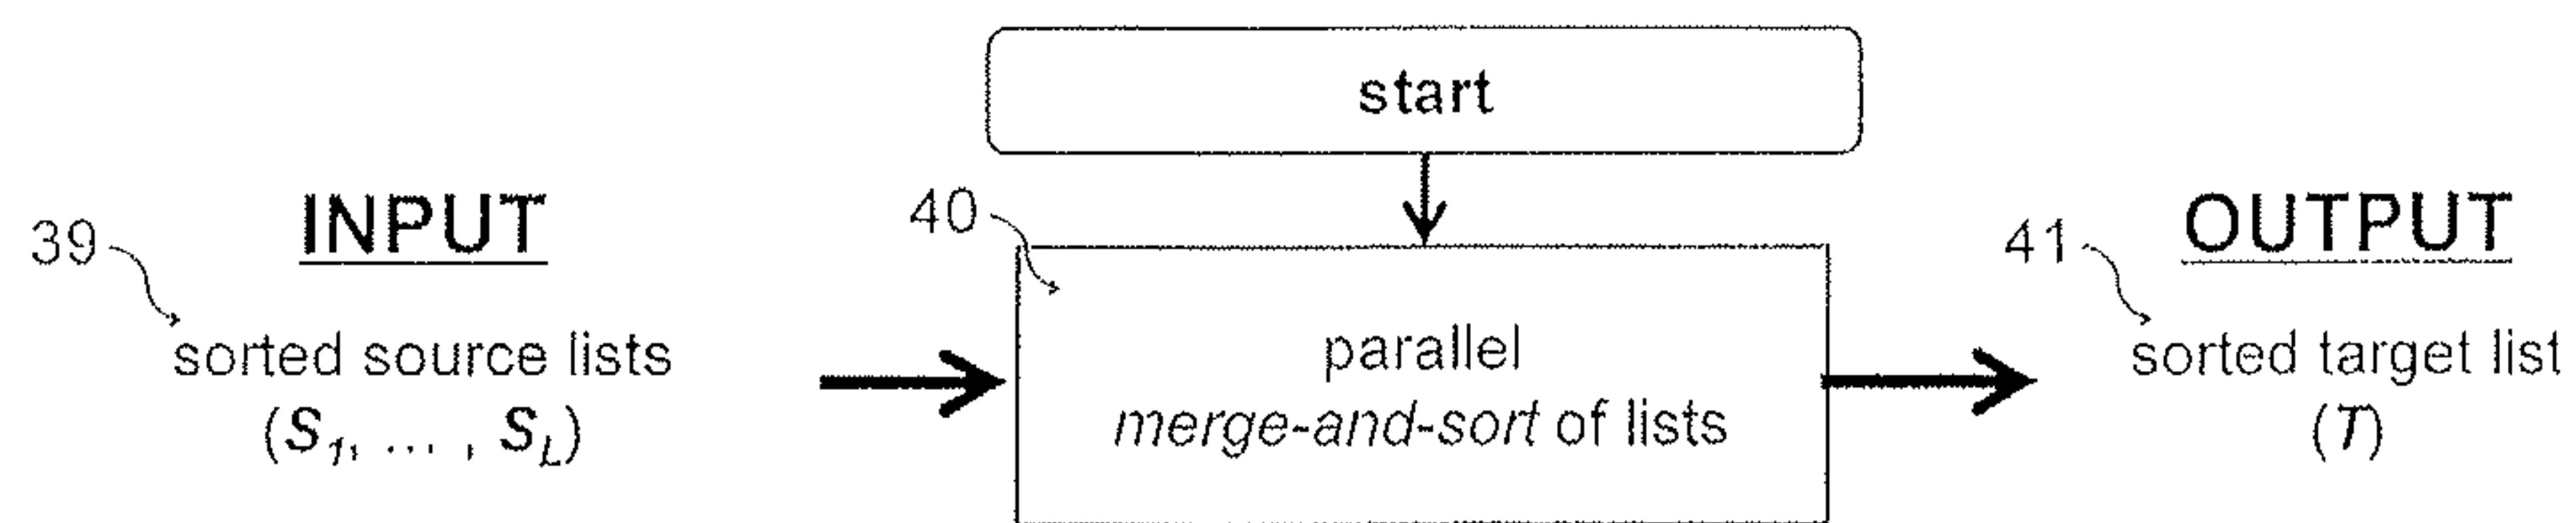 start
40
39
INPUT
sorted source lists
(S1, ... , SL)
parallel
merge-and-sort of lists
41
OUTPUT
sorted target list
(T)